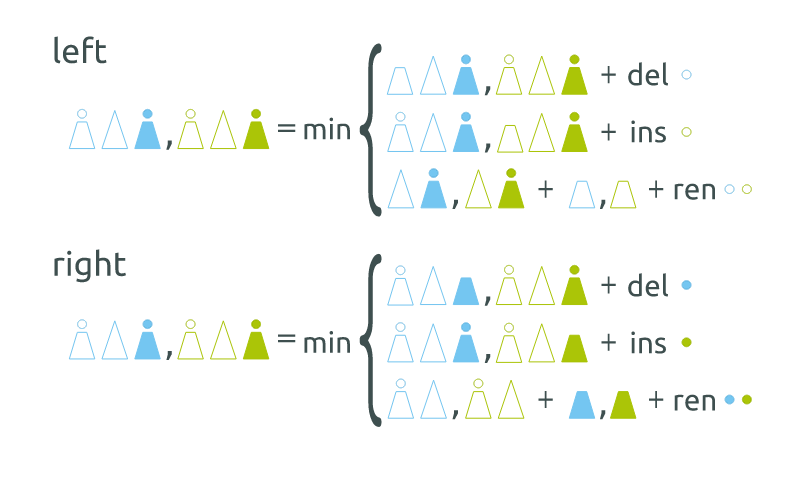 left
+ del
, = min , + ins
, + , + ren
right
+ del
, = min , + ins
, + , + ren